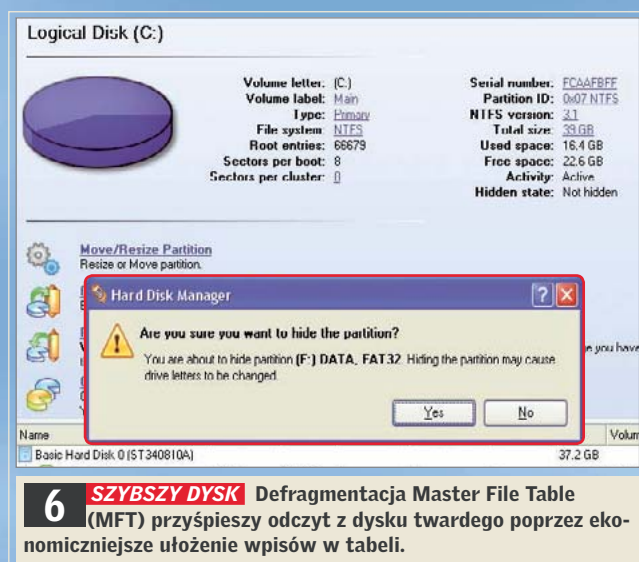 Logical Disk (C:)
Volume letter: (C:)
Volume label: Main
Type: Primary
File system: NTFS
Root entries: 66679
Sectors per boot: 8
Sectors per cluster:
Serial number: FCAAFBFF
Partition ID: 0x07 NTFS
NTFS version: 3.1
Total size: 39 GB
Used space: 16.4 GB
Free space: 22.6 GB
Activity: Active
Hidden state: Not hidden
Move/Resize Partition
Resize or Move partition.
Hard Disk Manager
Are you sure you want to hide the partition?
You are about to hide partition (F:) DATA, FAT32. Hiding the partition may cause
drive letters to be changed.
you have
Yes No
Name Volum
Basic Hard Disk 0 (ST340810A) 37.2 GB
6 SZYBSZY DYSK Defragmentacja Master File Table
(MFT) przyśpieszy odczyt z dysku twardego poprzez eko-
nomiczniejsze ułożenie wpisów w tabeli.